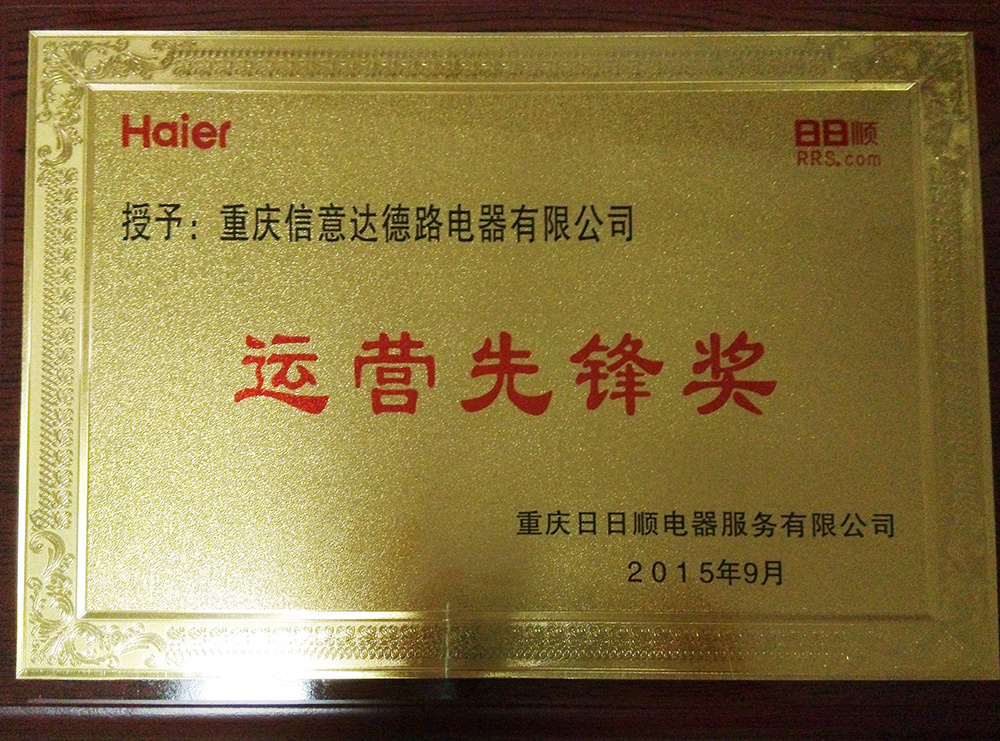 Haier
日日顺
RRS.com
授予：重庆信意达德路电器有限公司
运营先锋奖
重庆日日顺电器服务有限公司
2015年9月